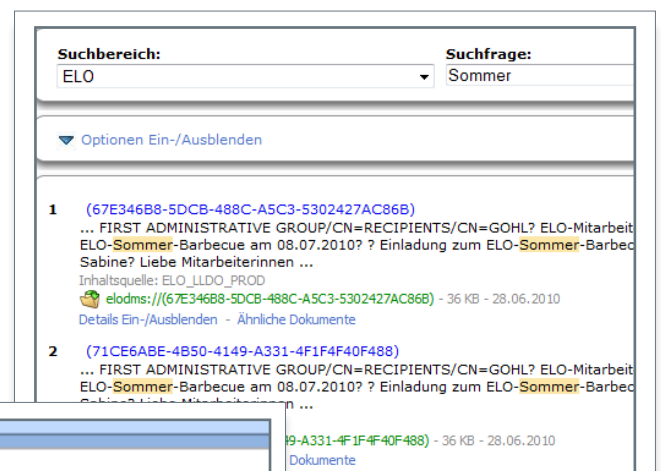 Suchbereich: Suchfrage:
ELO Sommer
Optionen Ein-/Ausblenden
1 (67E346B8-5DCB-488C-A5C3-5302427AC86B)
... FIRST ADMINISTRATIVE GROUP/CN=RECIPIENTS/CN=GOHL? ELO-Mitarbeit
ELO-Sommer-Barbecue am 08.07.2010? ? Einladung zum ELO-Sommer-Barbec
Sabine? Liebe Mitarbeiterinnen ...
Inhaltsquelle: ELO_LLDO_PROD
elodms://(67E346B8-5DCB-488C-A5C3-5302427AC86B) - 36 KB - 28.06.2010
Details Ein-/Ausblenden - Ähnliche Dokumente
2 (71CE6ABE-4B50-4149-A331-4F1F4F40F488)
... FIRST ADMINISTRATIVE GROUP/CN=RECIPIENTS/CN=GOHL? ELO-Mitarbeit
ELO-Sommer-Barbecue am 08.07.2010? ? Einladung zum ELO-Sommer-Barbec
Sabine? Liebe Mitarbeiterinnen ...
49-A331-4F1F4F40F488) - 36 KB - 28.06.2010
Dokumente